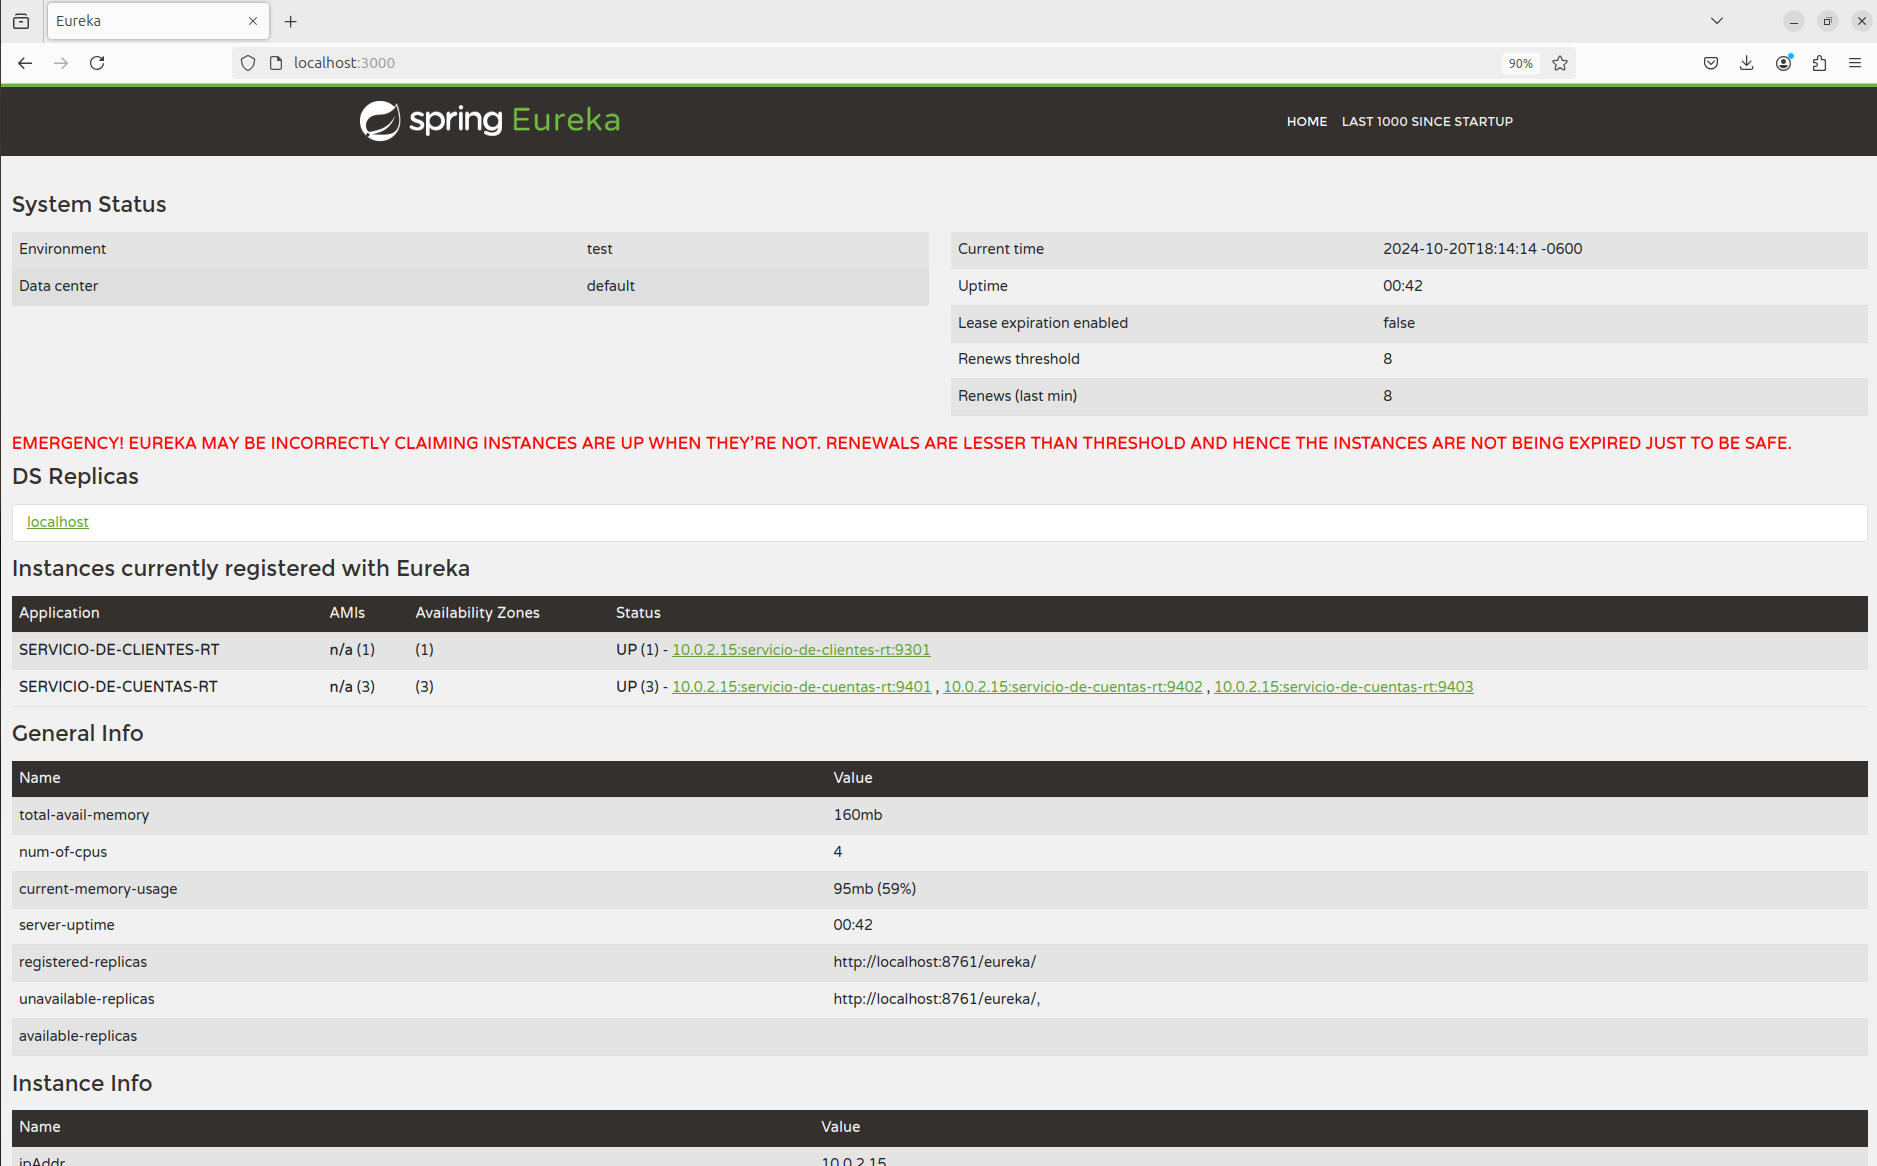 Eureka
localhost:3000
90%
spring Eureka
HOME LAST 1000 SINCE STARTUP
System Status
Environment test
Data center default
Current time 2024-10-20T18:14:14 -0600
Uptime 00:42
Lease expiration enabled false
Renews threshold 8
Renews (last min) 8
EMERGENCY! EUREKA MAY BE INCORRECTLY CLAIMING INSTANCES ARE UP WHEN THEY'RE NOT. RENEWALS ARE LESSER THAN THRESHOLD AND HENCE THE INSTANCES ARE NOT BEING EXPIRED JUST TO BE SAFE.
DS Replicas
localhost
Instances currently registered with Eureka
Application AMIs Availability Zones Status
SERVICIO-DE-CLIENTES-RT n/a (1) (1) UP (1) - 10.0.2.15:servicio-de-clientes-rt:9301
SERVICIO-DE-CUENTAS-RT n/a (3) (3) UP (3) - 10.0.2.15:servicio-de-cuentas-rt:9401 , 10.0.2.15:servicio-de-cuentas-rt:9402 , 10.0.2.15:servicio-de-cuentas-rt:9403
General Info
Name Value
total-avail-memory 160mb
num-of-cpus 4
current-memory-usage 95mb (59%)
server-uptime 00:42
registered-replicas http://localhost:8761/eureka/
unavailable-replicas http://localhost:8761/eureka/,
available-replicas
Instance Info
Name Value
ipAddr 10.0.2.15